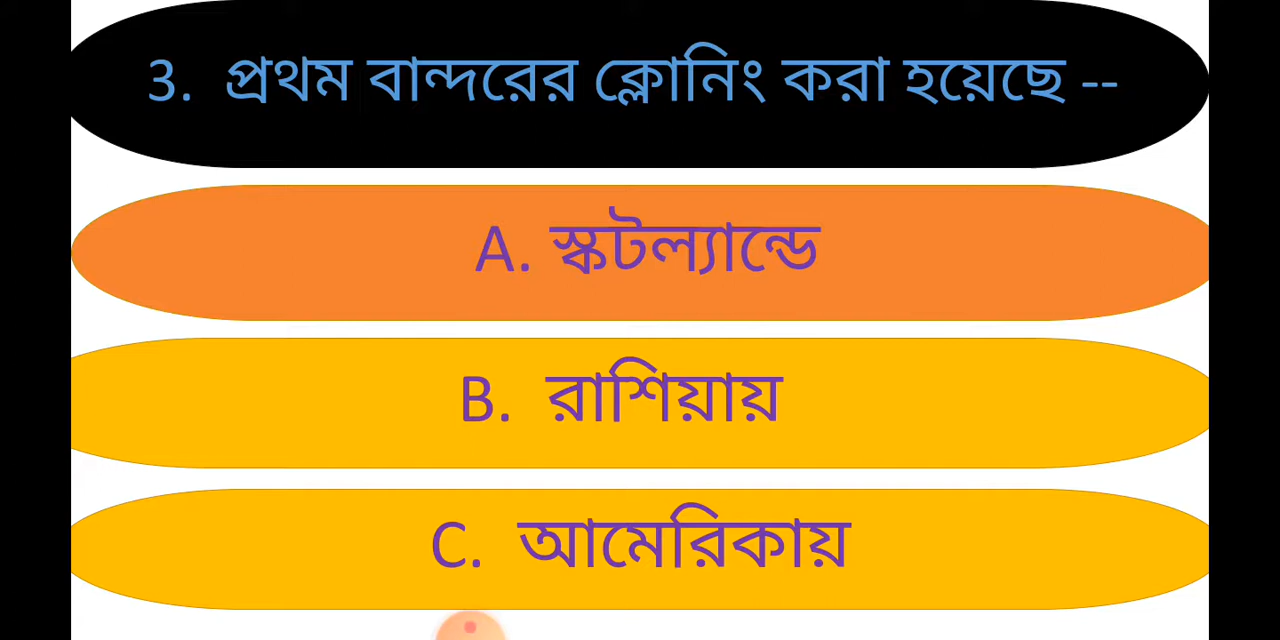 3. প্রথম বান্দরের ক্লোনিং করা হয়েছে --
A. স্কটল্যান্ডে
B. রাশিয়ায়
C. আমেরিকায়